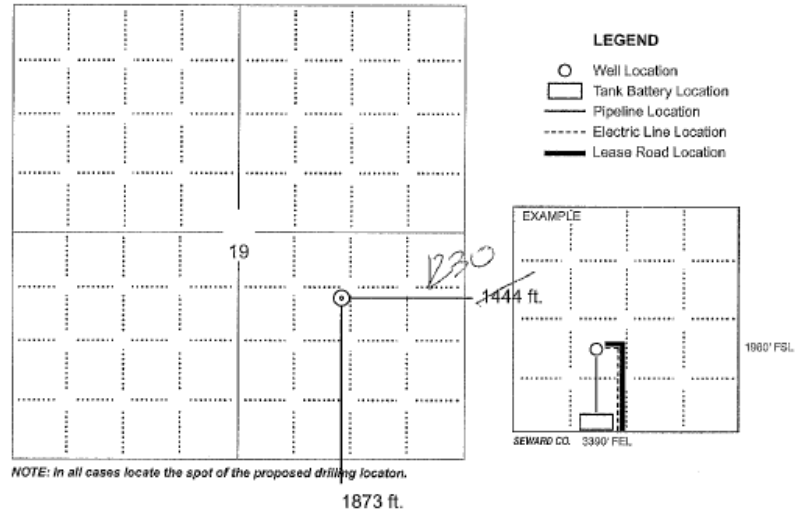 LEGEND
Well Location
Tank Battery Location
Pipeline Location
Electric Line Location
Lease Road Location
EXAMPLE
19
1230
1444 ft.
1980' FSL
SEWARD CO. 3390' FEL
NOTE: In all cases locate the spot of the proposed drilling locaton.
1873 ft.